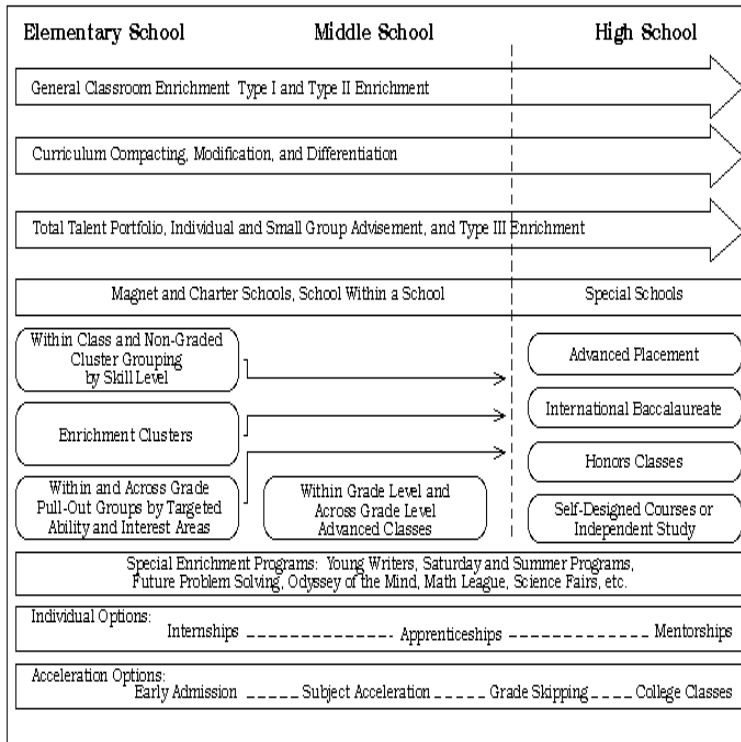 Elementary School Middle School High School
General Classroom Enrichment Type I and Type II Enrichment
Curriculum Compacting, Modification, and Differentiation
Total Talent Portfolio, Individual and Small Group Advisement, and Type III Enrichment
Magnet and Charter Schools, School Within a School
Special Schools
Within Class and Non-Graded
Cluster Grouping
by Skill Level
Enrichment Clusters
Within and Across Grade
Pull-Out Groups by Targeted
Ability and Interest Areas
Within Grade Level and
Across Grade Level
Advanced Classes
Advanced Placement
International Baccalaureate
Honors Classes
Self-Designed Courses or
Independent Study
Special Enrichment Programs: Young Writers, Saturday and Summer Programs,
Future Problem Solving, Odyssey of the Mind, Math League, Science Fairs, etc.
Individual Options:
Internships Apprenticeships Mentorships
Acceleration Options:
Early Admission Subject Acceleration Grade Skipping College Classes